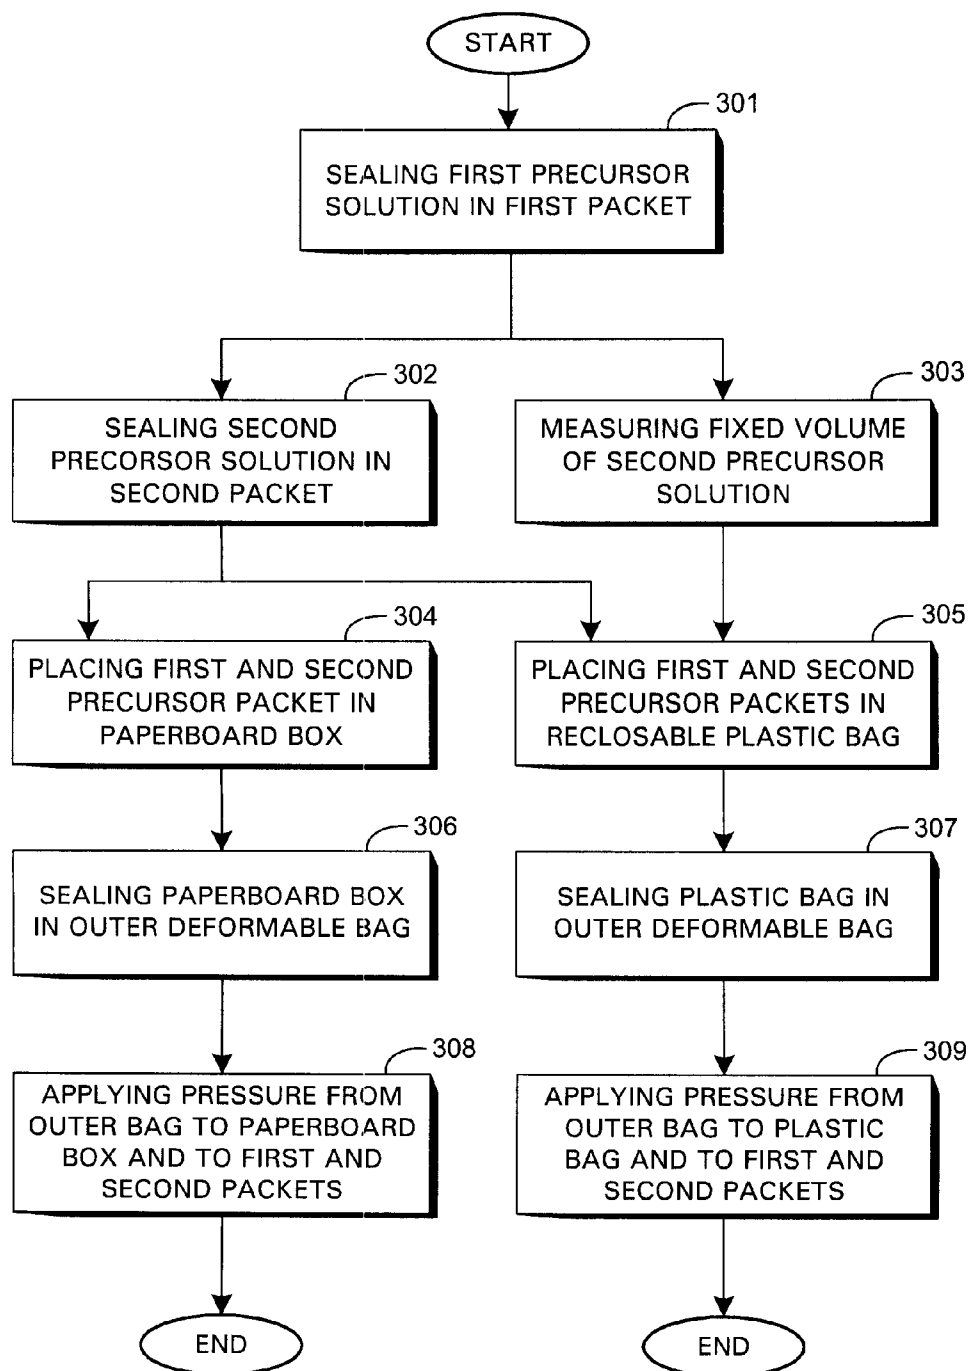 START
301
SEALING FIRST PRECURSOR
SOLUTION IN FIRST PACKET
302
SEALING SECOND
PRECORSOR SOLUTION IN
SECOND PACKET
303
MEASURING FIXED VOLUME
OF SECOND PRECURSOR
SOLUTION
304
PLACING FIRST AND SECOND
PRECURSOR PACKET IN
PAPERBOARD BOX
305
PLACING FIRST AND SECOND
PRECURSOR PACKETS IN
RECLOSABLE PLASTIC BAG
306
SEALING PAPERBOARD BOX
IN OUTER DEFORMABLE BAG
307
SEALING PLASTIC BAG IN
OUTER DEFORMABLE BAG
308
APPLYING PRESSURE FROM
OUTER BAG TO PAPERBOARD
BOX AND TO FIRST AND
SECOND PACKETS
309
APPLYING PRESSURE FROM
OUTER BAG TO PLASTIC
BAG AND TO FIRST AND
SECOND PACKETS
END
END